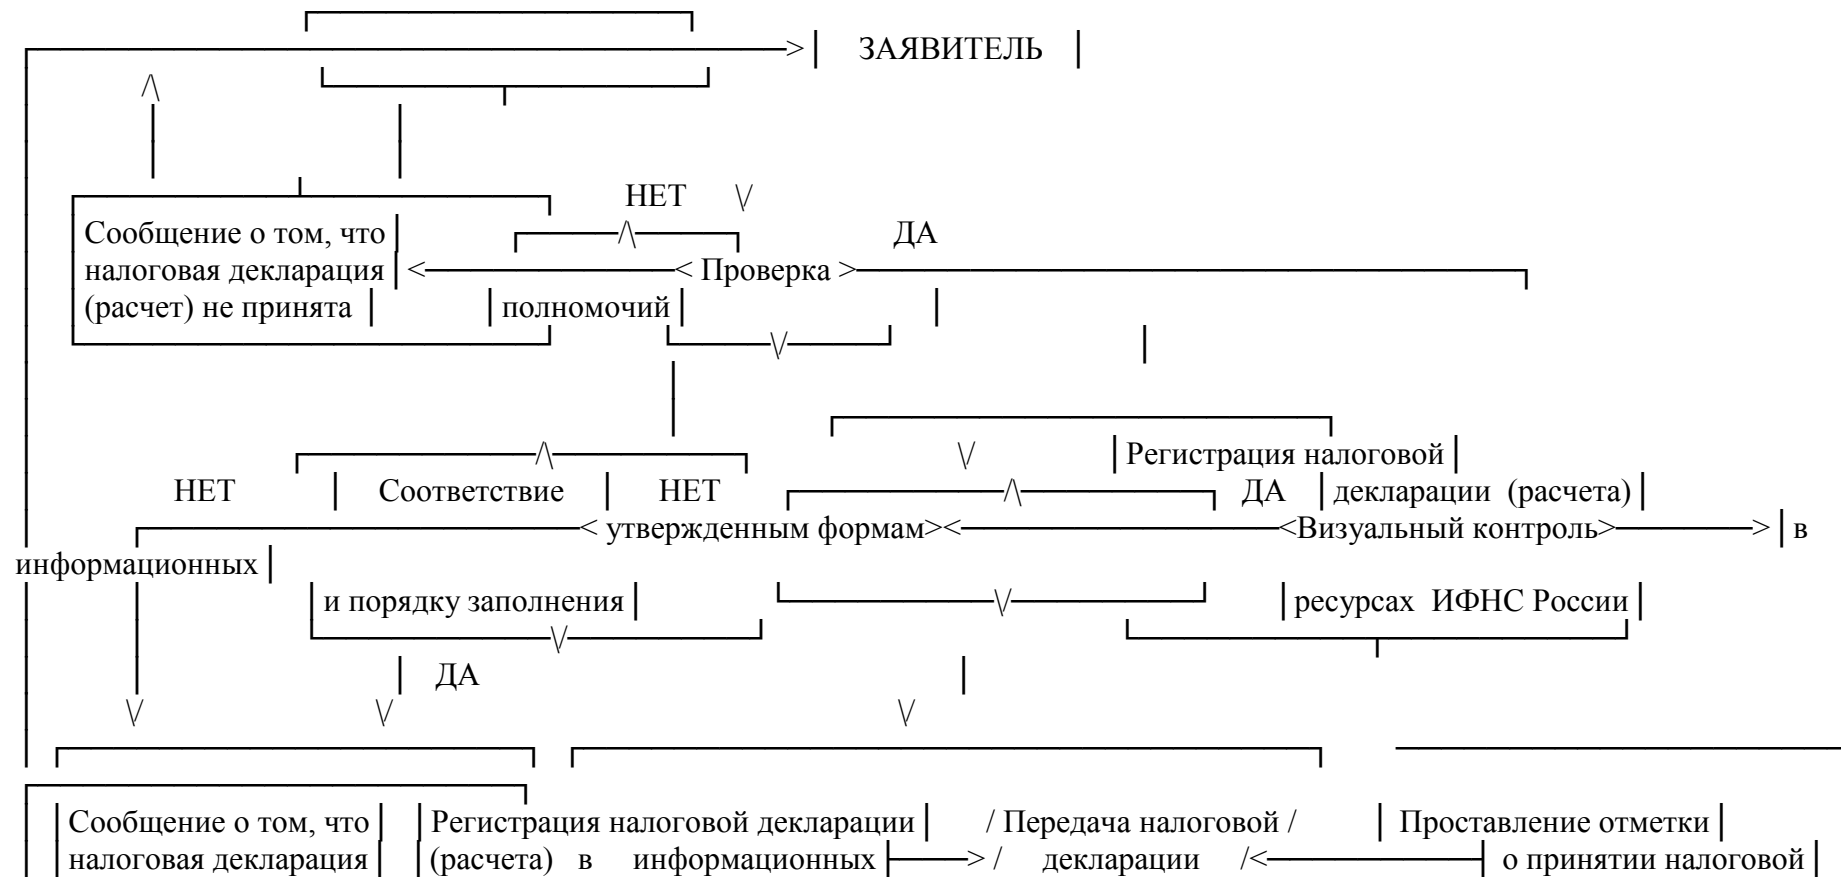 ЗАЯВИТЕЛЬ
НЕТ
Сообщение о том, что ДА
налоговая декларация < < Проверка >
(расчет) не принята полномочий
Регистрация налоговой
НЕТ Соответствие НЕТ ДА декларации (расчета)
< утвержденным формам>< <Визуальный контроль> > в
информационных
и порядку заполнения ресурсах ИФНС России
ДА
Сообщение о том, что Регистрация налоговой декларации / Передача налоговой / Проставление отметки
налоговая декларация (расчета) в информационных > / декларации /< о принятии налоговой